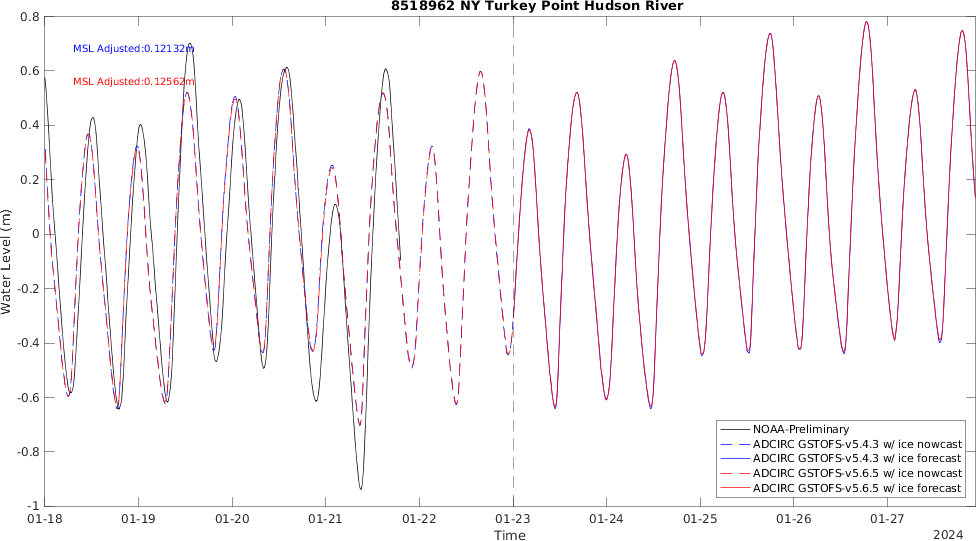 8518962 NY Turkey Point Hudson River
MSL Adjusted:0.12132m
MSL Adjusted:0.12562m
Water Level (m)
0.8
0.6
0.4
0.2
0
-0.2
-0.4
-0.6
-0.8
-1
NOAA-Preliminary
ADCIRC GSTOFS-v5.4.3 w/ ice nowcast
ADCIRC GSTOFS-v5.4.3 w/ ice forecast
ADCIRC GSTOFS-v5.6.5 w/ ice nowcast
ADCIRC GSTOFS-v5.6.5 w/ ice forecast
01-18 01-19 01-20 01-21 01-22 01-23 01-24 01-25 01-26 01-27
Time
2024